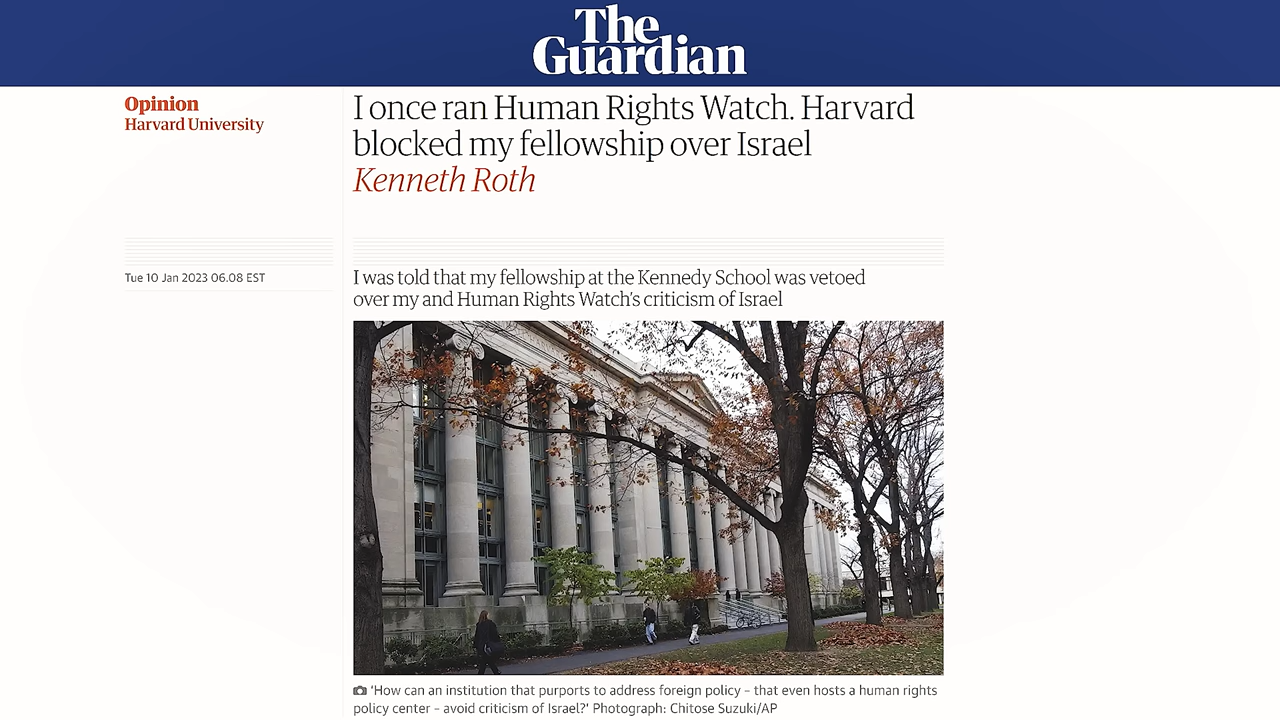 The
Guardian
Opinion
Harvard University
I once ran Human Rights Watch. Harvard
blocked my fellowship over Israel
Kenneth Roth
Tue 10 Jan 2023 06.08 EST
I was told that my fellowship at the Kennedy School was vetoed
over my and Human Rights Watch’s criticism of Israel
‘How can an institution that purports to address foreign policy – that even hosts a human rights
policy center – avoid criticism of Israel?’ Photograph: Chitose Suzuki/AP